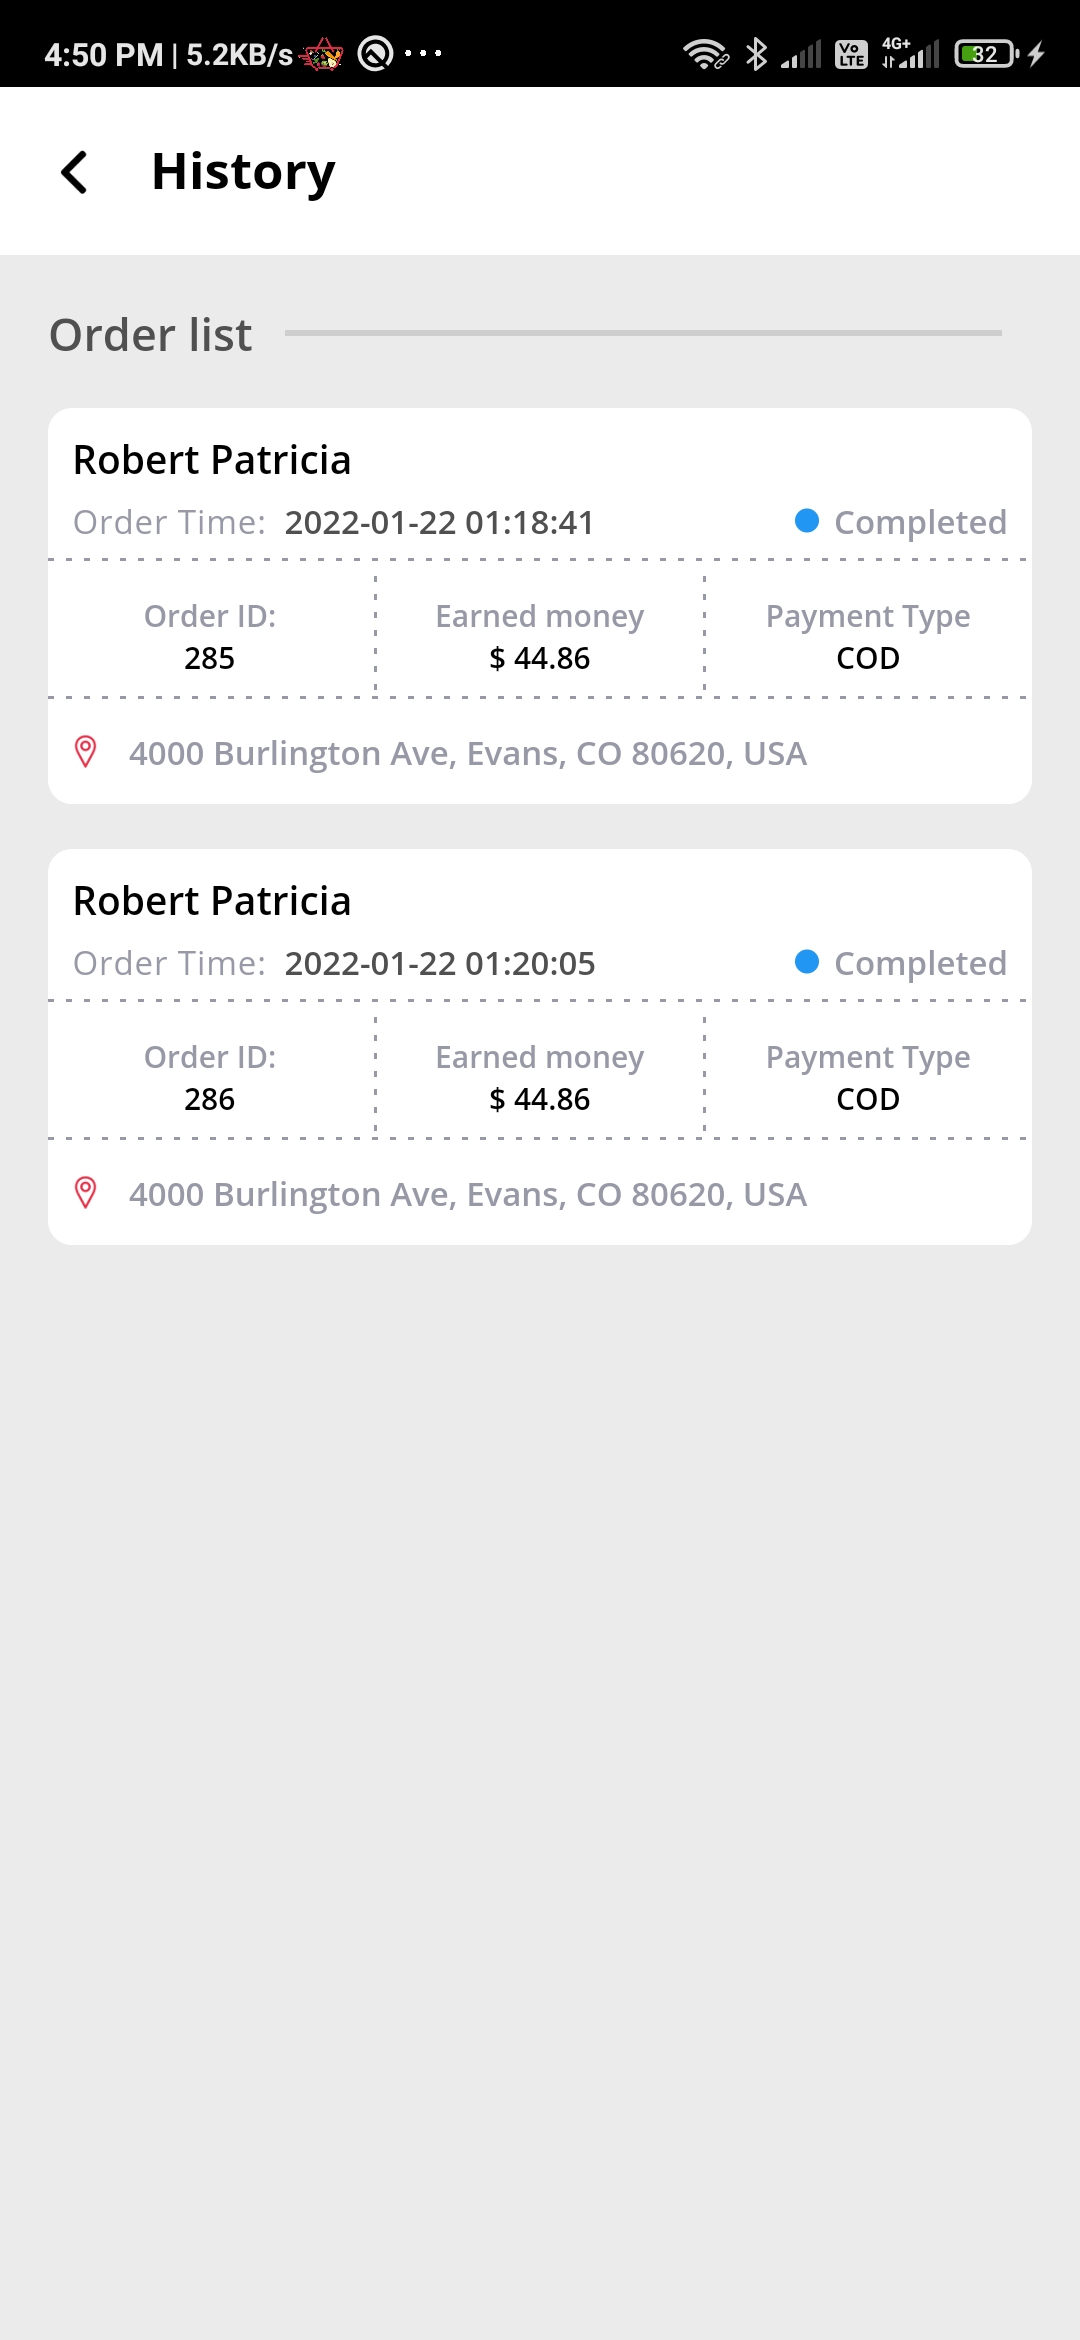 4:50 PM | 5.2KB/s ... Vo LTE 4G+ 32
History
Order list
Robert Patricia
Order Time: 2022-01-22 01:18:41 Completed
Order ID: Earned money Payment Type
285 $ 44.86 COD
4000 Burlington Ave, Evans, CO 80620, USA
Robert Patricia
Order Time: 2022-01-22 01:20:05 Completed
Order ID: Earned money Payment Type
286 $ 44.86 COD
4000 Burlington Ave, Evans, CO 80620, USA